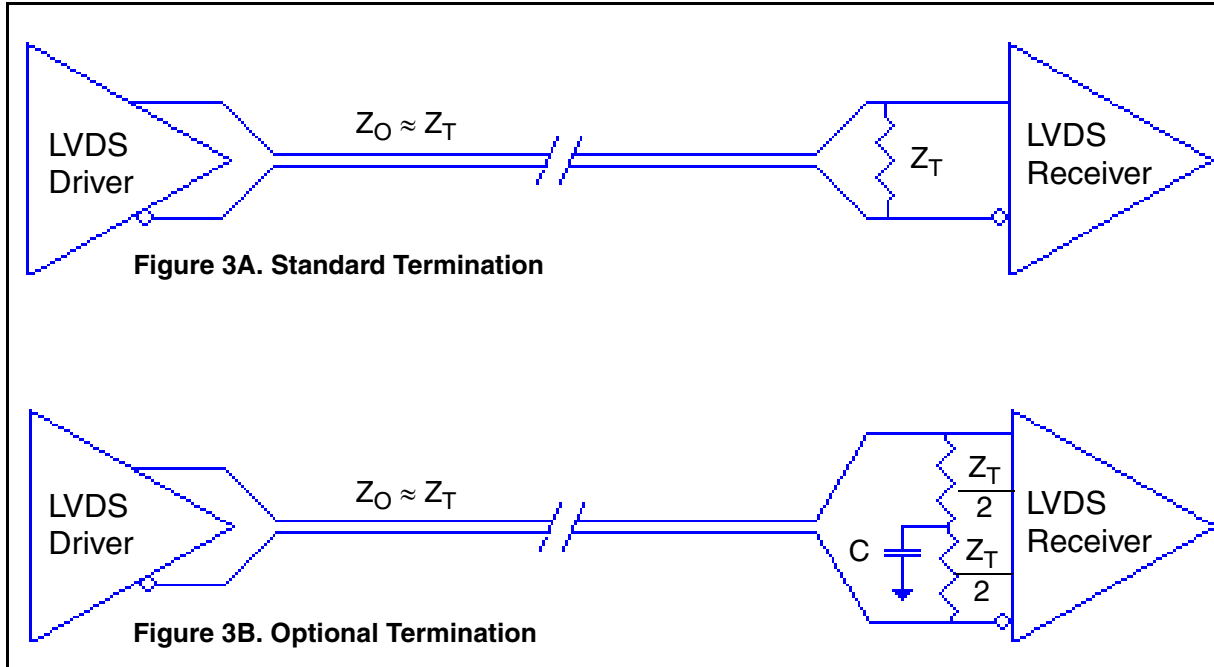 LVDS
Driver
Z_O ≈ Z_T
Z_T
LVDS
Receiver
Figure 3A. Standard Termination
LVDS
Driver
Z_O ≈ Z_T
C
Z_T
2
Z_T
2
LVDS
Receiver
Figure 3B. Optional Termination